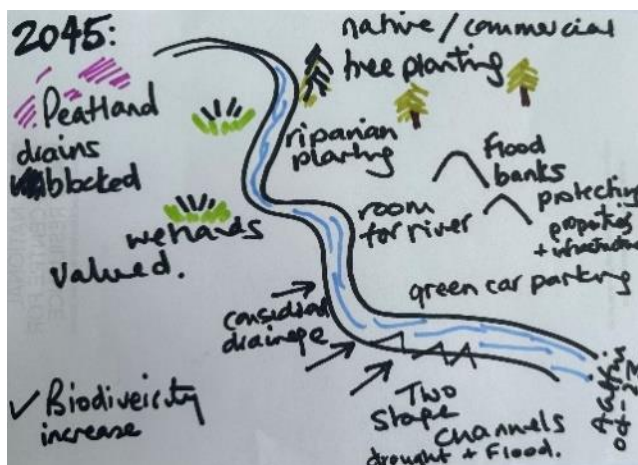 2045:
native / commercial
tree planting
Peatland
drains
blocked
riparian
planting
flood
banks
protecting
properties
+ infrastructure
wetlands
valued.
room
for river
green car parking
considered
drainage
Two
stage
channels
drought + flood.
✓ Biodiversity
increase